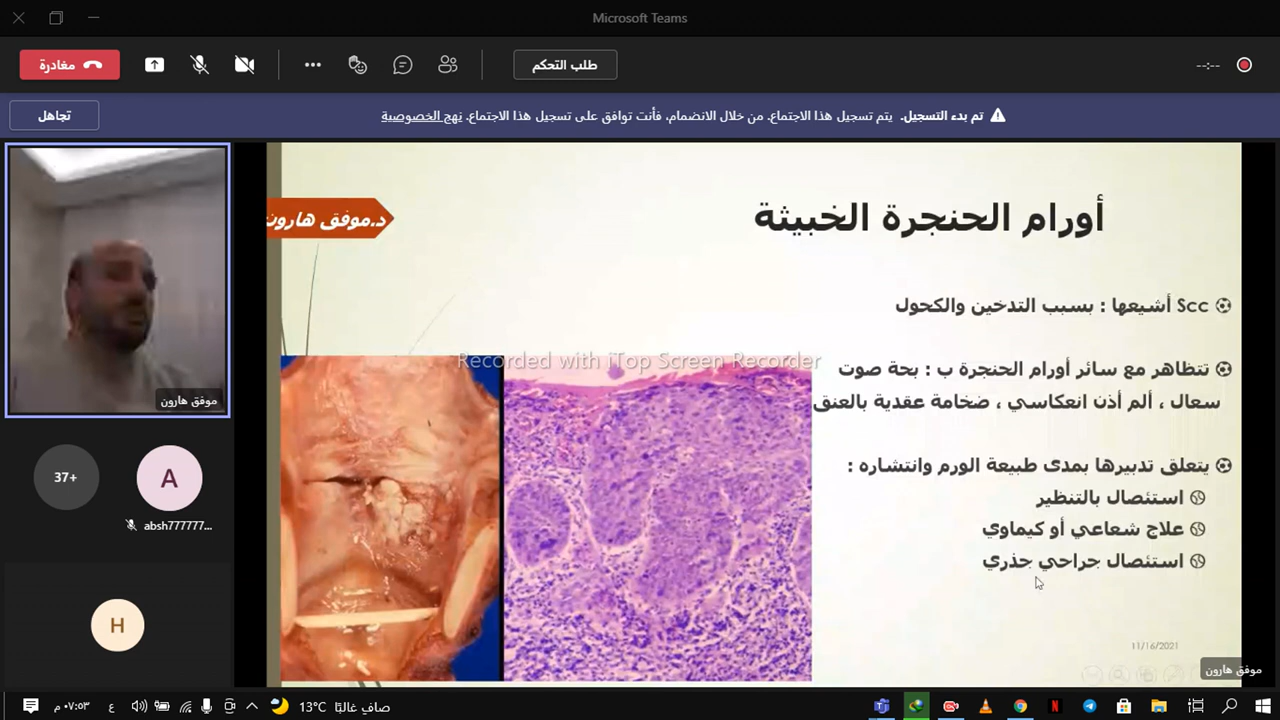 Microsoft Teams
مغادرة
طلب التحكم
--:--
تم بدء التسجيل. يتم تسجيل هذا الاجتماع. من خلال الانضمام، فأنت توافق على تسجيل هذا الاجتماع. نهج الخصوصية
تجاهل
أورام الحنجرة الخبيثة
د.موفق هارون
Scc أشيعها : بسبب التدخين والكحول
Recorded with iTop Screen Recorder
تتظاهر مع سائر أورام الحنجرة ب : بحة صوت
سعال ، ألم أذن انعكاسي ، ضخامة عقدية بالعنق
يتعلق تدبيرها بمدى طبيعة الورم وانتشاره :
استئصال بالتنظير
علاج شعاعي أو كيماوي
استئصال جراحي جذري
11/16/2021
موفق هارون
موفق هارون
37+
A
absh777777...
H
٠٧:٥٣ م
ع
13°C صافي غالبًا